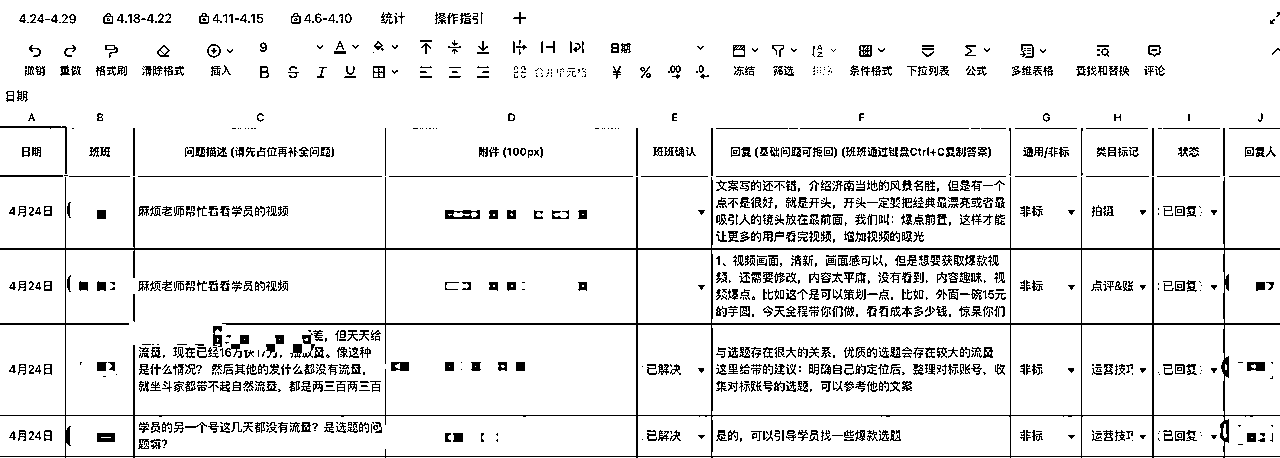 4.24-4.29 4.18-4.22 4.11-4.15 4.6-4.10 统计 操作指引
9 A 日期
撤销 重做 格式刷 清除格式 插入 B S I U 合并单元格 ¥ % .00 .0 冻结 筛选 排序 条件格式 下拉列表 公式 多维表格 查找和替换 评论
日期
A B C D E F G H I J
日期 班班 问题描述 (请先占位再补全问题) 附件 (100px) 班班确认 回复 (基础问题可挽回) (班班通过键盘Ctrl+C复制答案) 通用/非标 类目标记 状态 回复人
4月24日 麻烦老师帮忙看看学员的视频
文案写的还不错，介绍济南当地的风景名胜，但是有一个
点不是很好，就是开头，开头一定要把经典最漂亮或者最
吸引人的镜头放在最前面，我们叫：爆点前置，这样才能
让更多的用户看完视频，增加视频的曝光
非标 拍摄 已回复
4月24日 麻烦老师帮忙看看学员的视频
1、视频画面，清新，画面感可以，但是想要获取爆款视
频，还需要修改，内容太平庸，没有看到，内容趣味，视
频爆点。比如这个是可以策划一点，比如，外面一碗15元
的芋圆，今天全程带你们做，看看成本多少钱，惊呆你们
非标 点评&账 已回复
4月24日
差，但天天给
流量，现在已经16万快17万，播放量。像这种
是什么情况？然后其他的发什么都没有流量，
就坐斗家都带不起自然流量，都是两三百两三百
已解决
与选题存在很大的关系，优质的选题会存在较大的流量
这里给带的建议：明确自己的定位后，整理对标账号、收
集对标账号的选题，可以参考他的文案
非标 运营技巧 已回复
4月24日
学员的另一个号这几天都没有流量？是选题的问
题嘛？
已解决 是的，可以引导学员找一些爆款选题 非标 运营技巧 已回复